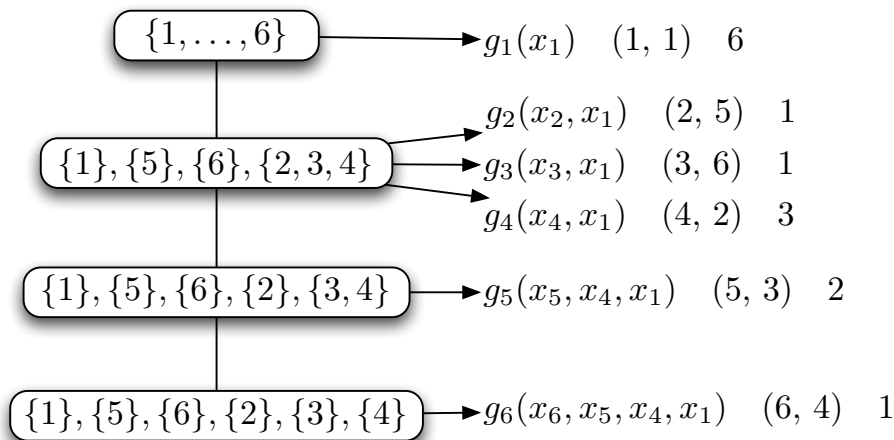 {1, . . . , 6} g₁(x₁) (1, 1) 6
g₂(x₂, x₁) (2, 5) 1
{1}, {5}, {6}, {2, 3, 4} g₃(x₃, x₁) (3, 6) 1
g₄(x₄, x₁) (4, 2) 3
{1}, {5}, {6}, {2}, {3, 4} g₅(x₅, x₄, x₁) (5, 3) 2
{1}, {5}, {6}, {2}, {3}, {4} g₆(x₆, x₅, x₄, x₁) (6, 4) 1